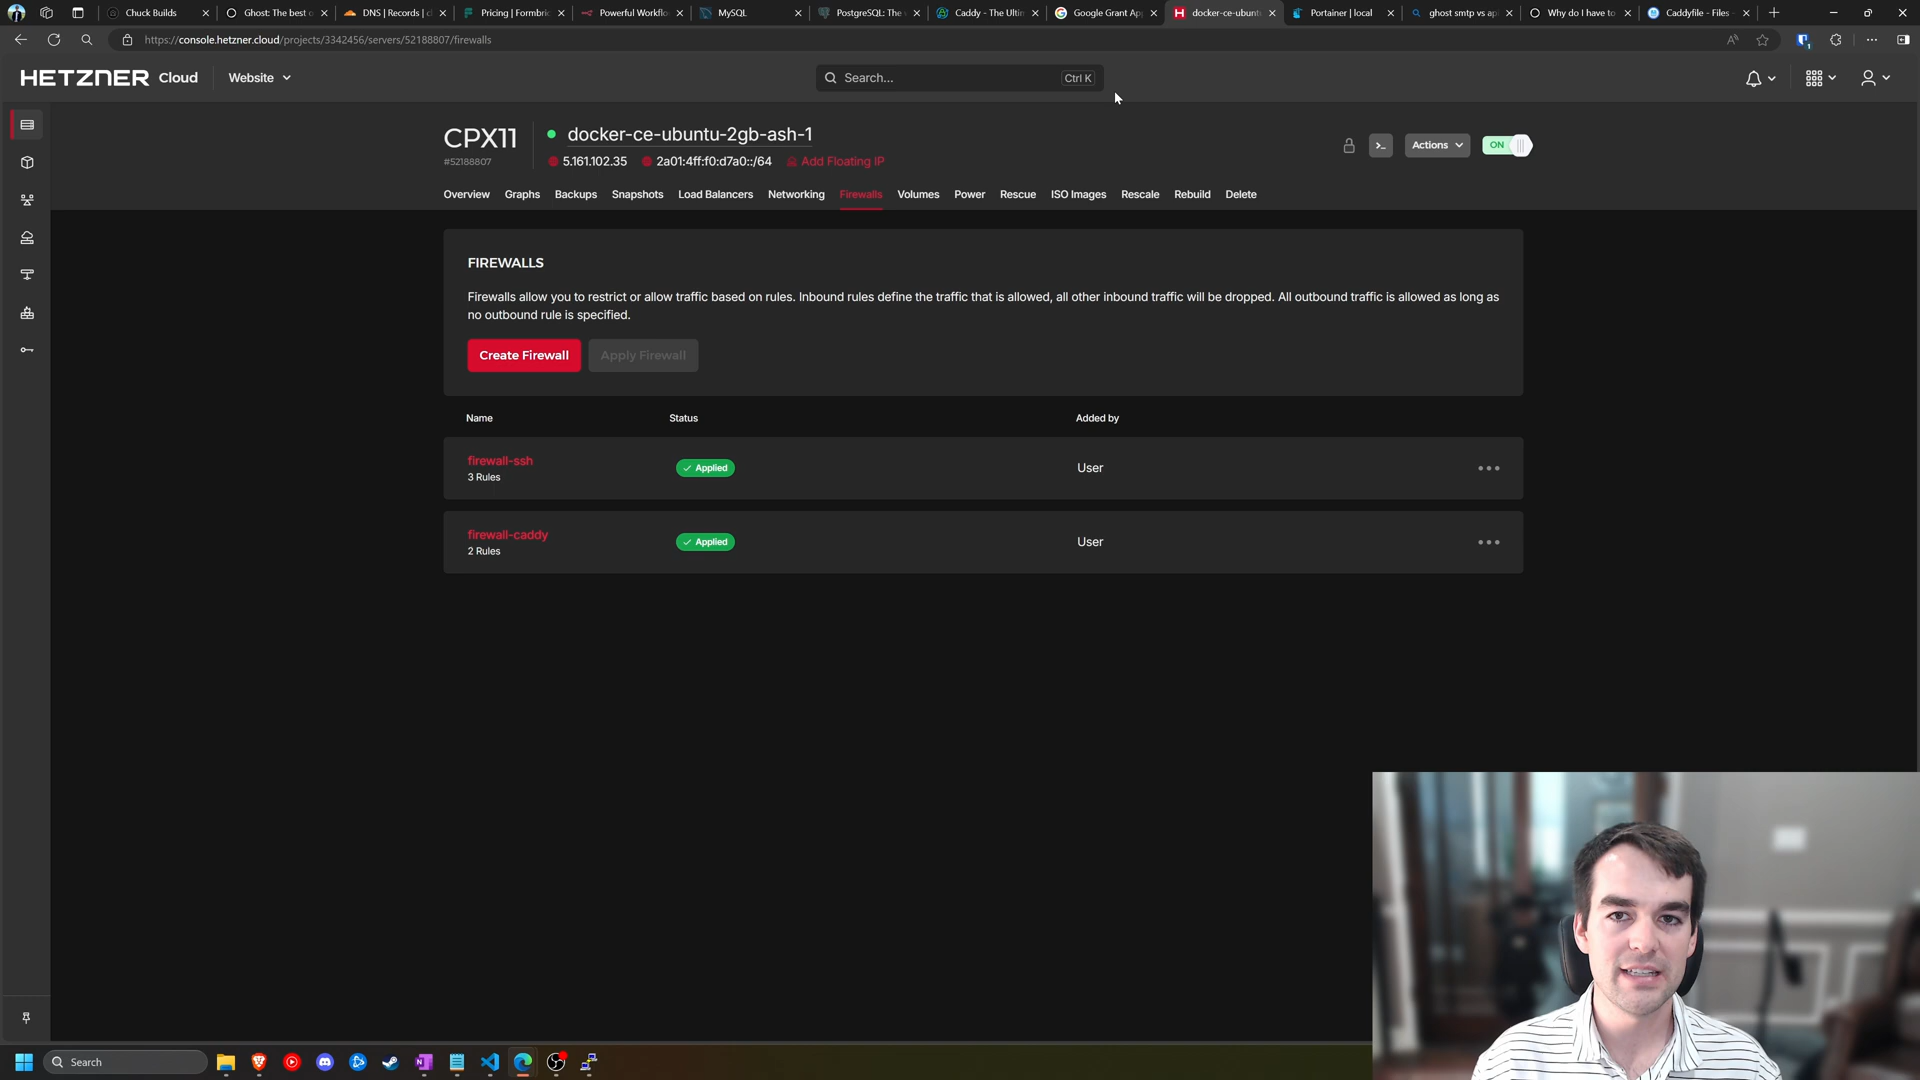 Chuck Builds
Ghost: The best o
DNS | Records | c
Pricing | Formbric
Powerful Workflo
MySQL
PostgreSQL: The w
Caddy - The Ultim
Google Grant App
docker-ce-ubuntu
Portainer | local
ghost smtp vs api
Why do I have to
Caddyfile - Files -
https://console.hetzner.cloud/projects/3342456/servers/52188807/firewalls
HETZNER Cloud
Website
Search...
Ctrl K
CPX11
#52188807
docker-ce-ubuntu-2gb-ash-1
5.161.102.35
2a01:4ff:f0:d7a0::/64
Add Floating IP
Actions
ON
Overview
Graphs
Backups
Snapshots
Load Balancers
Networking
Firewalls
Volumes
Power
Rescue
ISO Images
Rescale
Rebuild
Delete
FIREWALLS
Firewalls allow you to restrict or allow traffic based on rules. Inbound rules define the traffic that is allowed, all other inbound traffic will be dropped. All outbound traffic is allowed as long as
no outbound rule is specified.
Create Firewall
Apply Firewall
Name
Status
Added by
firewall-ssh
3 Rules
Applied
User
firewall-caddy
2 Rules
Applied
User
Search